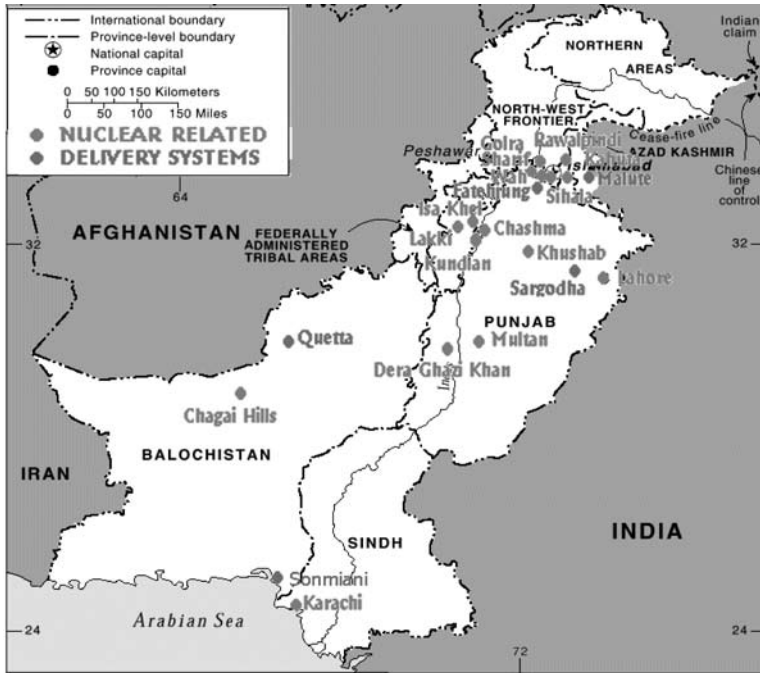 International boundary
Province-level boundary
National capital
Province capital
0 50 100 150 Kilometers
0 50 100 150 Miles
NUCLEAR RELATED
DELIVERY SYSTEMS
NORTHERN
AREAS
Indian
claim
NORTH-WEST
FRONTIER
Cease-fire line
Chinese
line of
control
Peshawar
Golra
Sharif
Rawalpindi
AZAD KASHMIR
Kahuta
Wah
Islamabad
Malute
Fatehjung
Sihala
64
AFGHANISTAN
32
FEDERALLY
ADMINISTERED
TRIBAL AREAS
Isa Khel
Lakki
Chashma
Kundian
Khushab
32
Sargodha
Lahore
PUNJAB
Quetta
Multan
Dera Ghazi Khan
Chagai Hills
BALOCHISTAN
IRAN
INDIA
SINDH
Sonmiani
Karachi
Arabian Sea
24
72
24